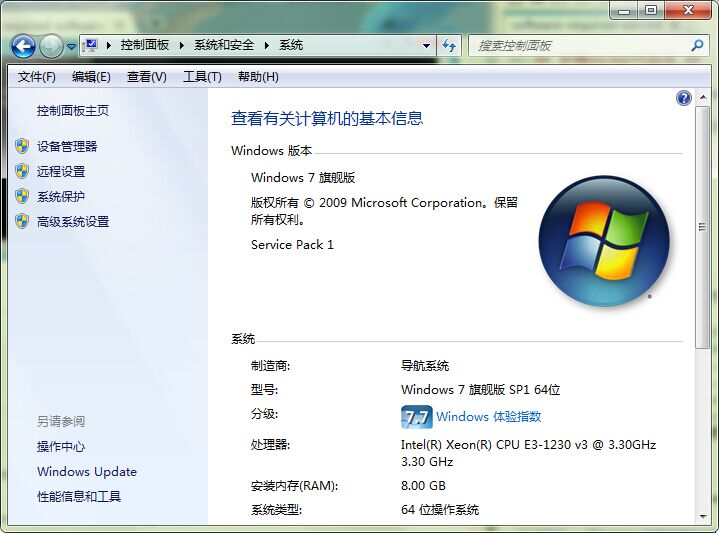 控制面板 系统和安全 系统
搜索控制面板
文件(F) 编辑(E) 查看(V) 工具(T) 帮助(H)
控制面板主页
设备管理器
远程设置
系统保护
高级系统设置
另请参阅
操作中心
Windows Update
性能信息和工具
查看有关计算机的基本信息
Windows 版本
Windows 7 旗舰版
版权所有 © 2009 Microsoft Corporation。保留
所有权利。
Service Pack 1
系统
制造商: 导航系统
型号: Windows 7 旗舰版 SP1 64位
分级: 7.7 Windows 体验指数
处理器: Intel(R) Xeon(R) CPU E3-1230 v3 @ 3.30GHz
3.30 GHz
安装内存(RAM): 8.00 GB
系统类型: 64 位操作系统